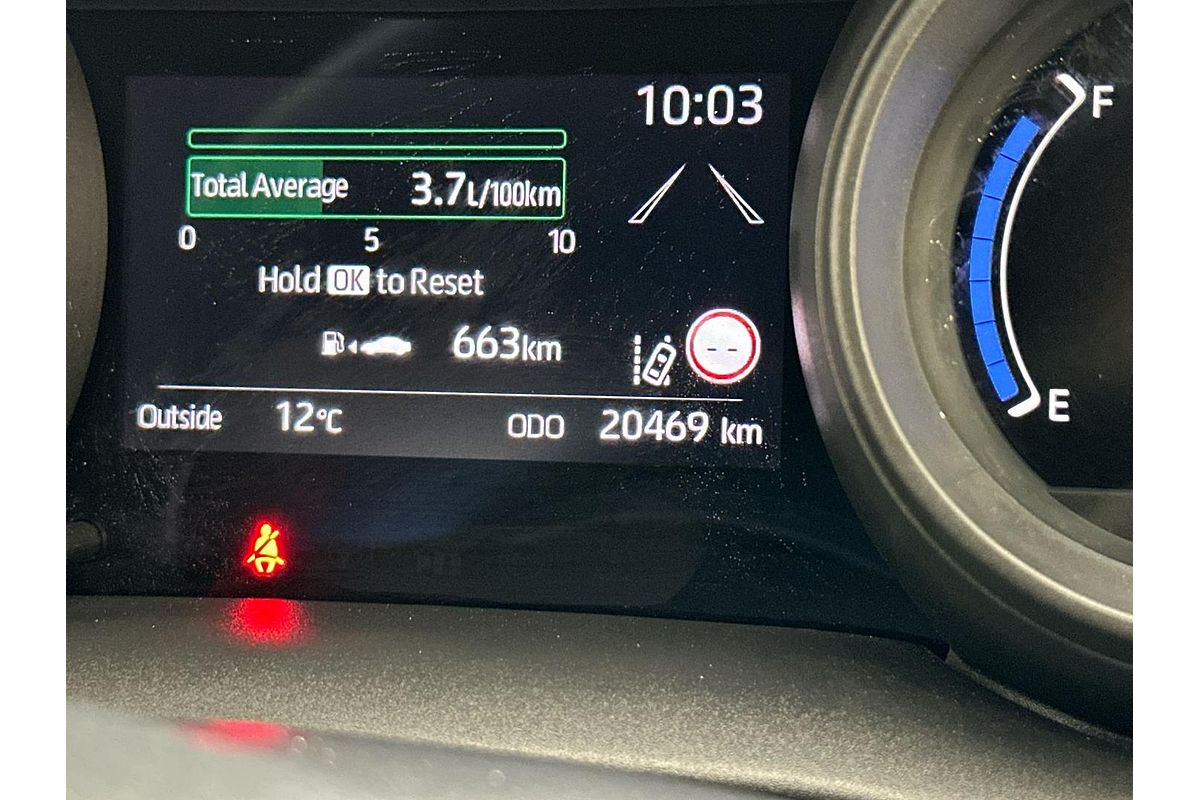 10:03
Total Average 3.7L/100km
0 5 10
Hold OK to Reset
663km
--
Outside 12°C ODO 20469 km
F
E